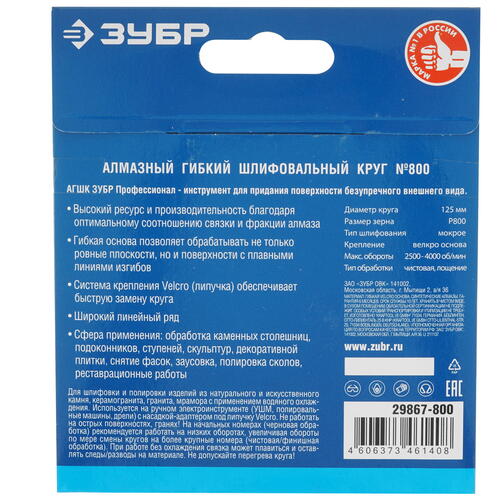 ЗУБР
МАРКА №1 В РОССИИ
АЛМАЗНЫЙ ГИБКИЙ ШЛИФОВАЛЬНЫЙ КРУГ №800
АГШК ЗУБР Профессионал - инструмент для придания поверхности безупречного внешнего вида.
• Высокий ресурс и производительность благодаря
оптимальному соотношению связки и фракции алмаза
• Гибкая основа позволяет обрабатывать не только
ровные плоскости, но и поверхности с плавными
линиями изгибов
• Система крепления Velcro (липучка) обеспечивает
быструю замену круга
• Широкий линейный ряд
• Сфера применения: обработка каменных столешниц,
подоконников, ступеней, скульптур, декоративной
плитки, снятие фасок, заусовка, полировка сколов,
реставрационные работы
Для шлифовки и полировки изделий из натурального и искусственного
камня, керамогранита, гранита, мрамора с применением водяного охлаж-
дения. Используется на ручном электроинструменте (УШМ, полироваль-
ные машины, дрели) с насадкой-адаптером под липучку Velcro. Не работать
на острых поверхностях, гранях! На начальных номерах (черновая обра-
ботка) рекомендуется работать на низких оборотах, увеличивая обороты
по мере смены кругов на более крупные номера (чистовая/финишная
обработка). При работе без охлаждения связка может плавиться и остав-
лять следы/разводы на материале. Не допускайте перегрева круга!
Диаметр круга 125 мм
Размер зерна P800
Тип шлифования мокрое
Крепление велкро основа
Макс. обороты 2500-4000 об/мин
Тип обработки чистовая, лощение
ЗАО «ЗУБР ОВК» 141002,
Московская область, г. Мытищи 2, а/я 36
www.zubr.ru
EAC
29867-800
4 606373 461408